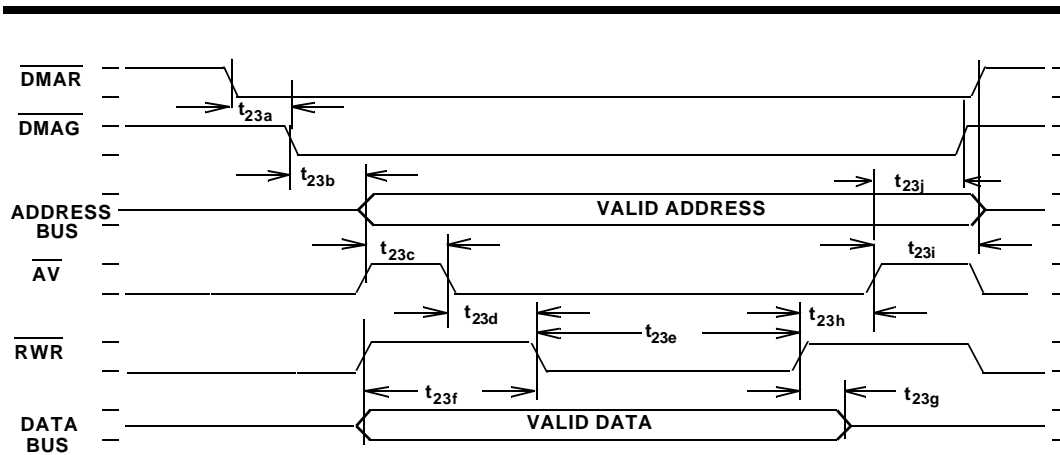 DMAR
t23a
DMAG
t23b
t23j
ADDRESS
BUS
VALID ADDRESS
t23c
t23i
AV
t23d
t23e
t23h
RWR
t23f
t23g
DATA
BUS
VALID DATA